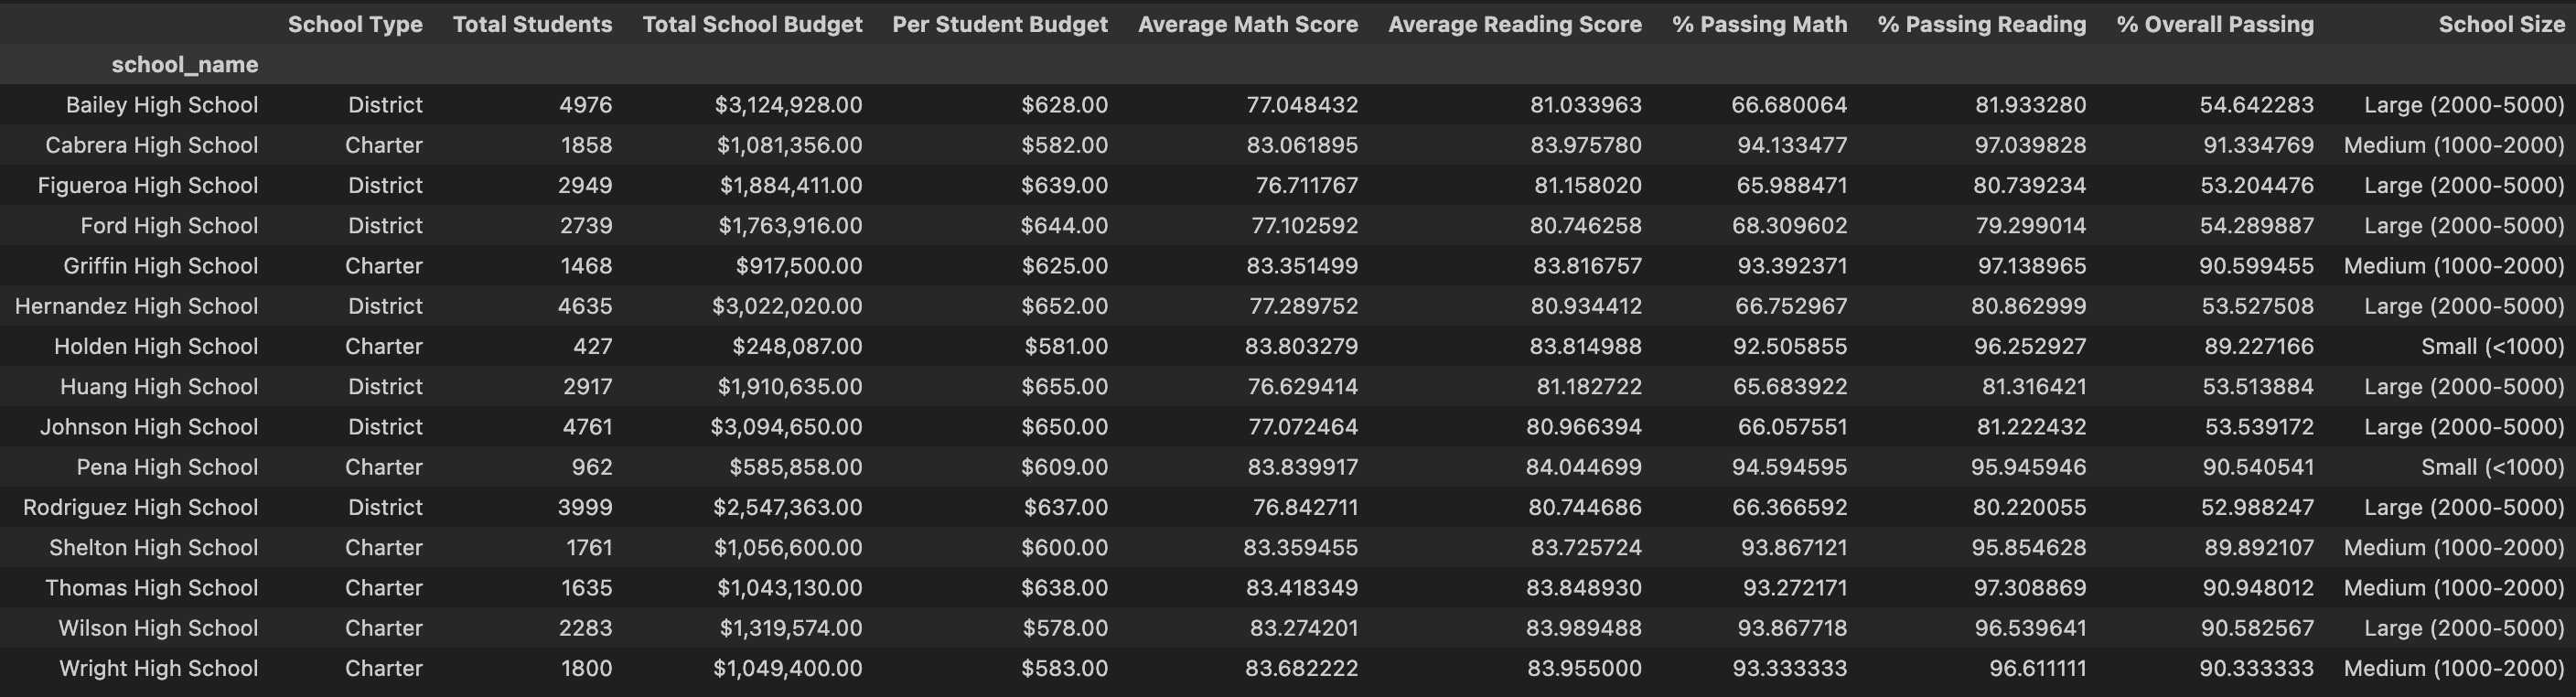 School Type Total Students Total School Budget Per Student Budget Average Math Score Average Reading Score % Passing Math % Passing Reading % Overall Passing School Size
school_name
Bailey High School District 4976 $3,124,928.00 $628.00 77.048432 81.033963 66.680064 81.933280 54.642283 Large (2000-5000)
Cabrera High School Charter 1858 $1,081,356.00 $582.00 83.061895 83.975780 94.133477 97.039828 91.334769 Medium (1000-2000)
Figueroa High School District 2949 $1,884,411.00 $639.00 76.711767 81.158020 65.988471 80.739234 53.204476 Large (2000-5000)
Ford High School District 2739 $1,763,916.00 $644.00 77.102592 80.746258 68.309602 79.299014 54.289887 Large (2000-5000)
Griffin High School Charter 1468 $917,500.00 $625.00 83.351499 83.816757 93.392371 97.138965 90.599455 Medium (1000-2000)
Hernandez High School District 4635 $3,022,020.00 $652.00 77.289752 80.934412 66.752967 80.862999 53.527508 Large (2000-5000)
Holden High School Charter 427 $248,087.00 $581.00 83.803279 83.814988 92.505855 96.252927 89.227166 Small (<1000)
Huang High School District 2917 $1,910,635.00 $655.00 76.629414 81.182722 65.683922 81.316421 53.513884 Large (2000-5000)
Johnson High School District 4761 $3,094,650.00 $650.00 77.072464 80.966394 66.057551 81.222432 53.539172 Large (2000-5000)
Pena High School Charter 962 $585,858.00 $609.00 83.839917 84.044699 94.594595 95.945946 90.540541 Small (<1000)
Rodriguez High School District 3999 $2,547,363.00 $637.00 76.842711 80.744686 66.366592 80.220055 52.988247 Large (2000-5000)
Shelton High School Charter 1761 $1,056,600.00 $600.00 83.359455 83.725724 93.867121 95.854628 89.892107 Medium (1000-2000)
Thomas High School Charter 1635 $1,043,130.00 $638.00 83.418349 83.848930 93.272171 97.308869 90.948012 Medium (1000-2000)
Wilson High School Charter 2283 $1,319,574.00 $578.00 83.274201 83.989488 93.867718 96.539641 90.582567 Large (2000-5000)
Wright High School Charter 1800 $1,049,400.00 $583.00 83.682222 83.955000 93.333333 96.611111 90.333333 Medium (1000-2000)